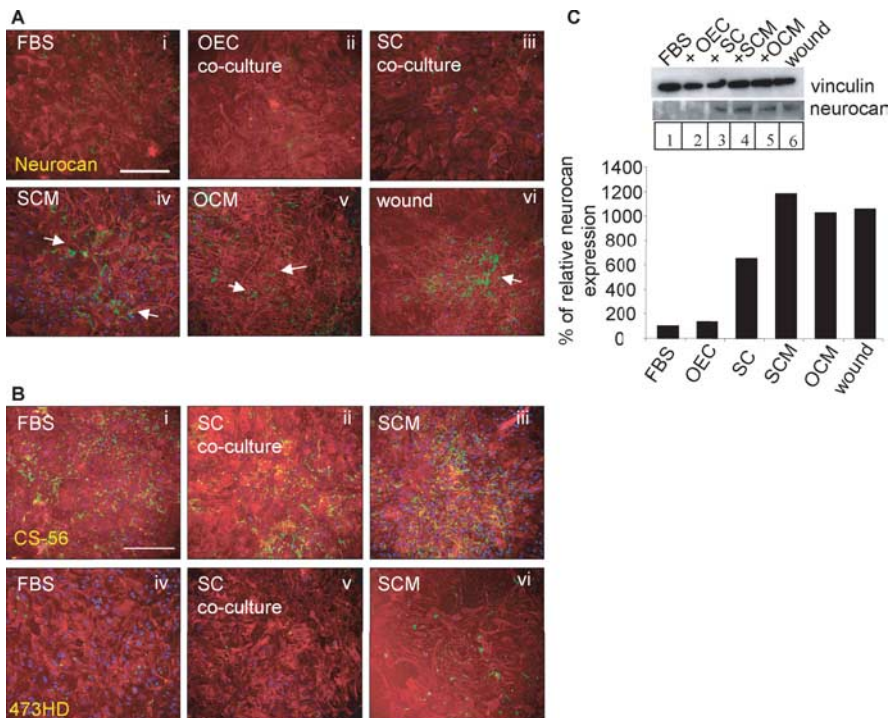 A
FBS
i
Neurocan
OEC
co-culture
ii
SC
co-culture
iii
SCM
iv
OCM
v
wound
vi
B
FBS
i
CS-56
SC
co-culture
ii
SCM
iii
FBS
iv
473HD
SC
co-culture
v
SCM
vi
C
FBS
+ OEC
+ SC
+SCM
+OCM
wound
vinculin
neurocan
1 2 3 4 5 6
% of relative neurocan
expression
1400
1200
1000
800
600
400
200
0
FBS
OEC
SC
SCM
OCM
wound